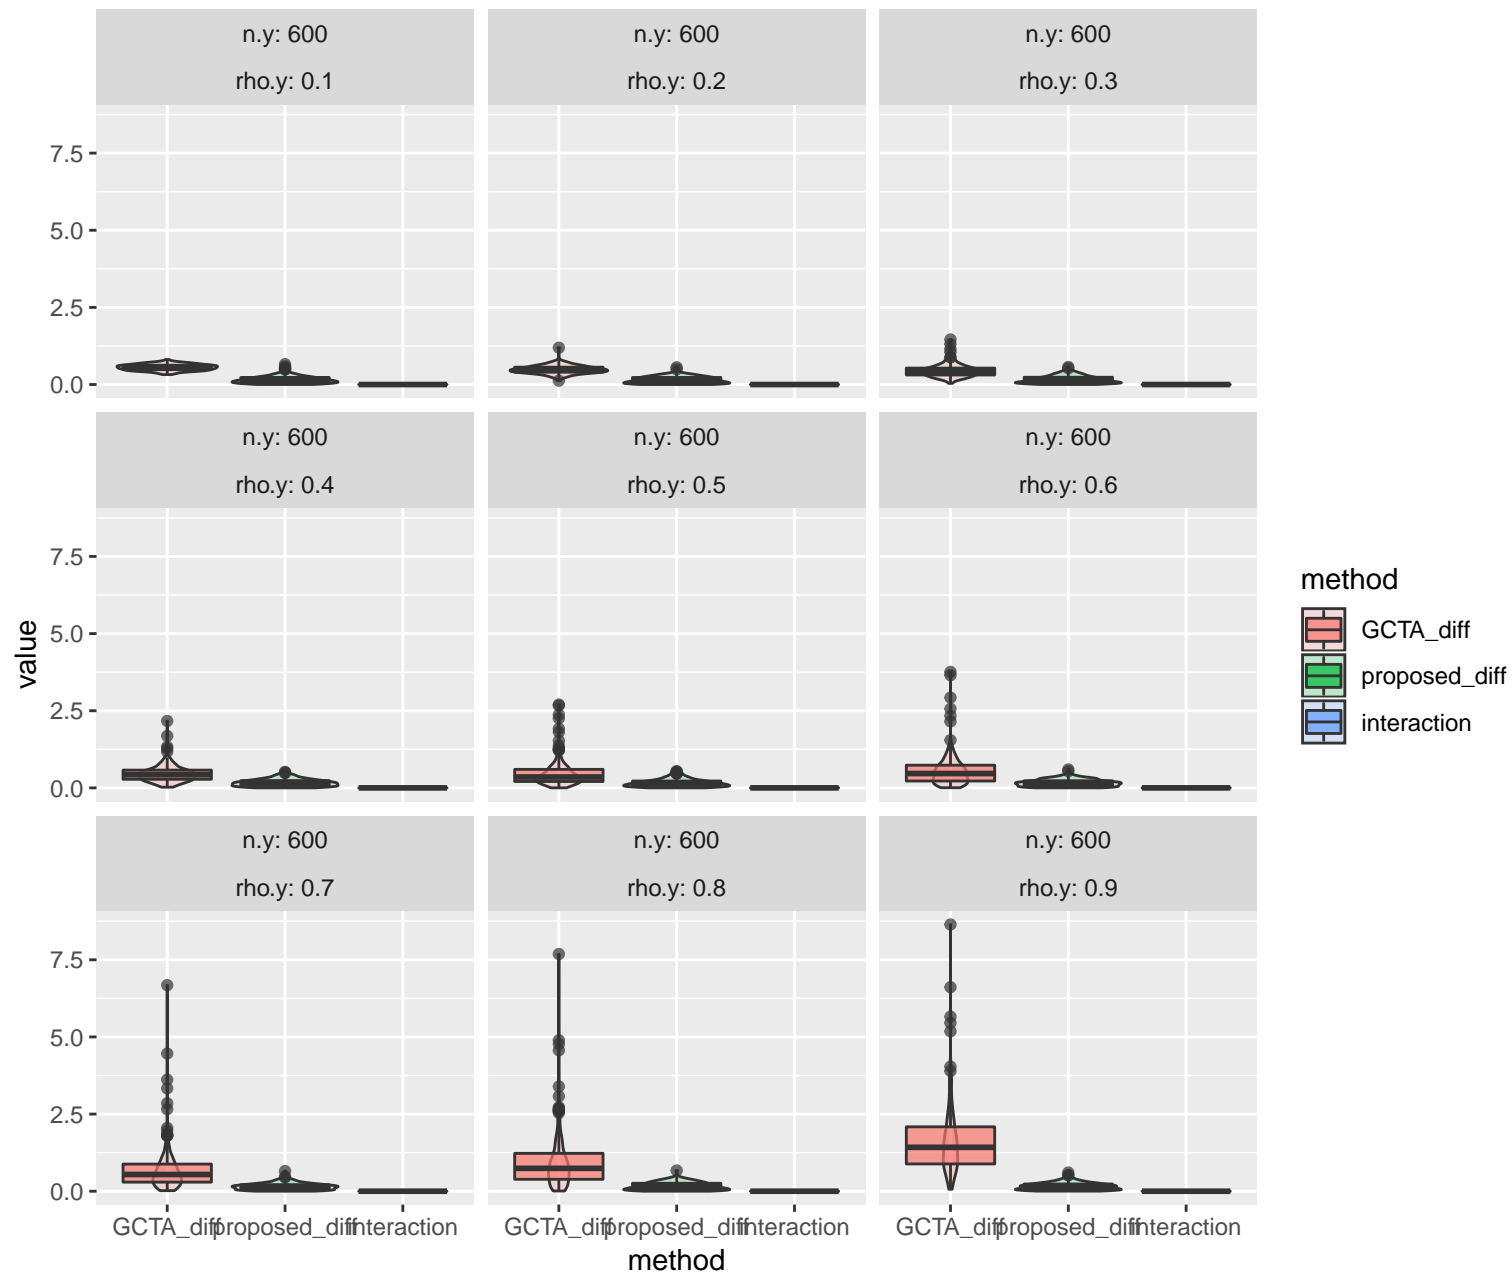 n.y: 600
n.y: 600
n.y: 600
rho.y: 0.1
rho.y: 0.2
rho.y: 0.3
7.5
5.0
2.5
0.0
n.y: 600
n.y: 600
n.y: 600
rho.y: 0.4
rho.y: 0.5
rho.y: 0.6
7.5
5.0
2.5
0.0
n.y: 600
n.y: 600
n.y: 600
rho.y: 0.7
rho.y: 0.8
rho.y: 0.9
7.5
5.0
2.5
0.0
GCTA_diff proposed_diff interaction
GCTA_diff proposed_diff interaction
GCTA_diff proposed_diff interaction
method
value
method
GCTA_diff
proposed_diff
interaction